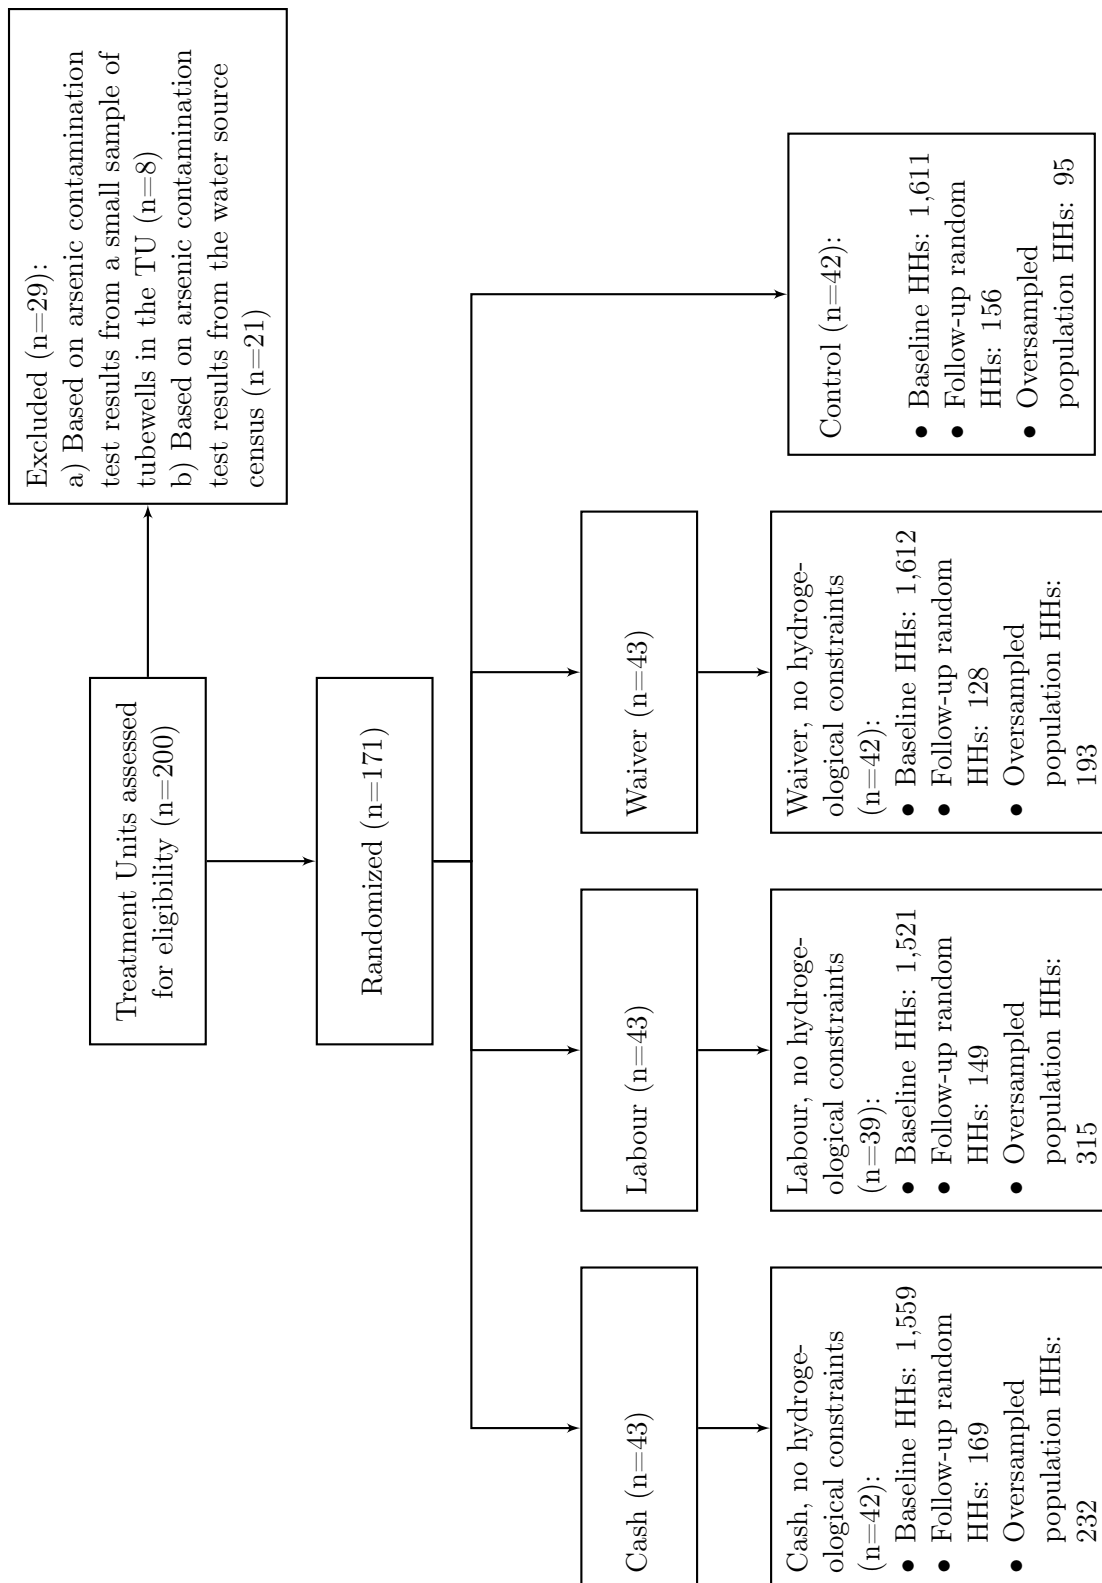 Treatment Units assessed
for eligibility (n=200)
Excluded (n=29):
a) Based on arsenic contamination
test results from a small sample of
tubewells in the TU (n=8)
b) Based on arsenic contamination
test results from the water source
census (n=21)
Randomized (n=171)
Cash (n=43)
Labour (n=43)
Waiver (n=43)
Cash, no hydroge-
ological constraints
(n=42):
• Baseline HHs: 1,559
• Follow-up random
HHs: 169
• Oversampled
population HHs:
232
Labour, no hydroge-
ological constraints
(n=39):
• Baseline HHs: 1,521
• Follow-up random
HHs: 149
• Oversampled
population HHs:
315
Waiver, no hydroge-
ological constraints
(n=42):
• Baseline HHs: 1,612
• Follow-up random
HHs: 128
• Oversampled
population HHs:
193
Control (n=42):
• Baseline HHs: 1,611
• Follow-up random
HHs: 156
• Oversampled
population HHs: 95